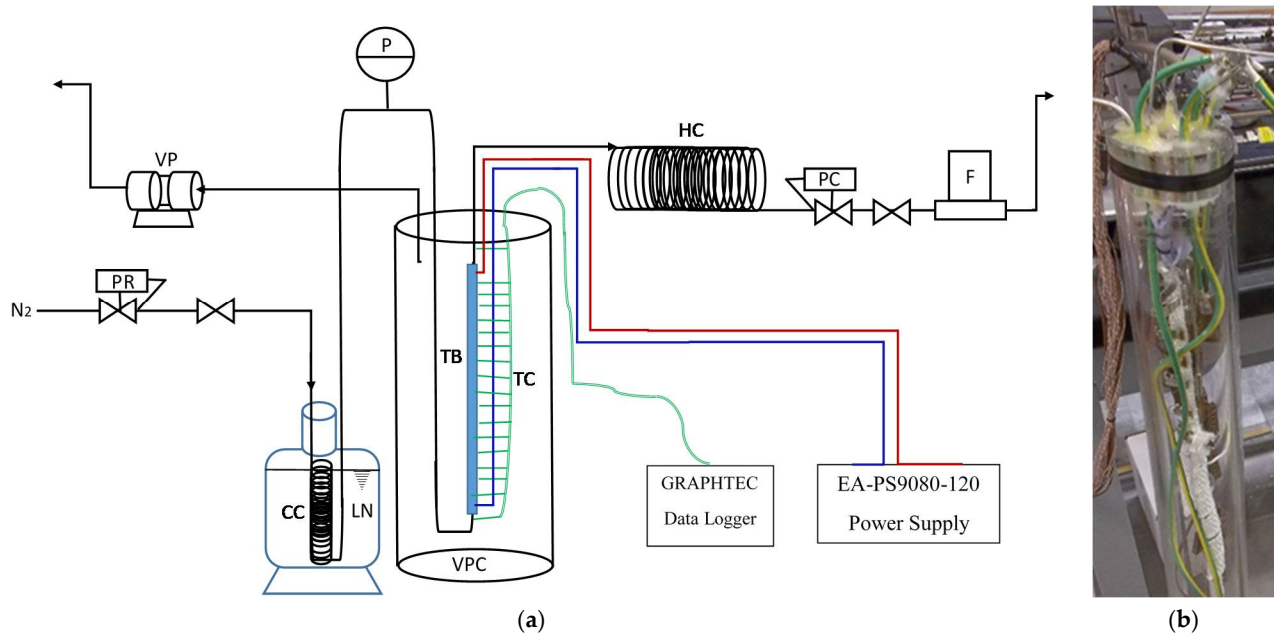 P
VP
HC
PC
F
PR
N₂
TB
TC
CC
LN
VPC
GRAPHTEC
Data Logger
EA-PS9080-120
Power Supply
(a)
(b)